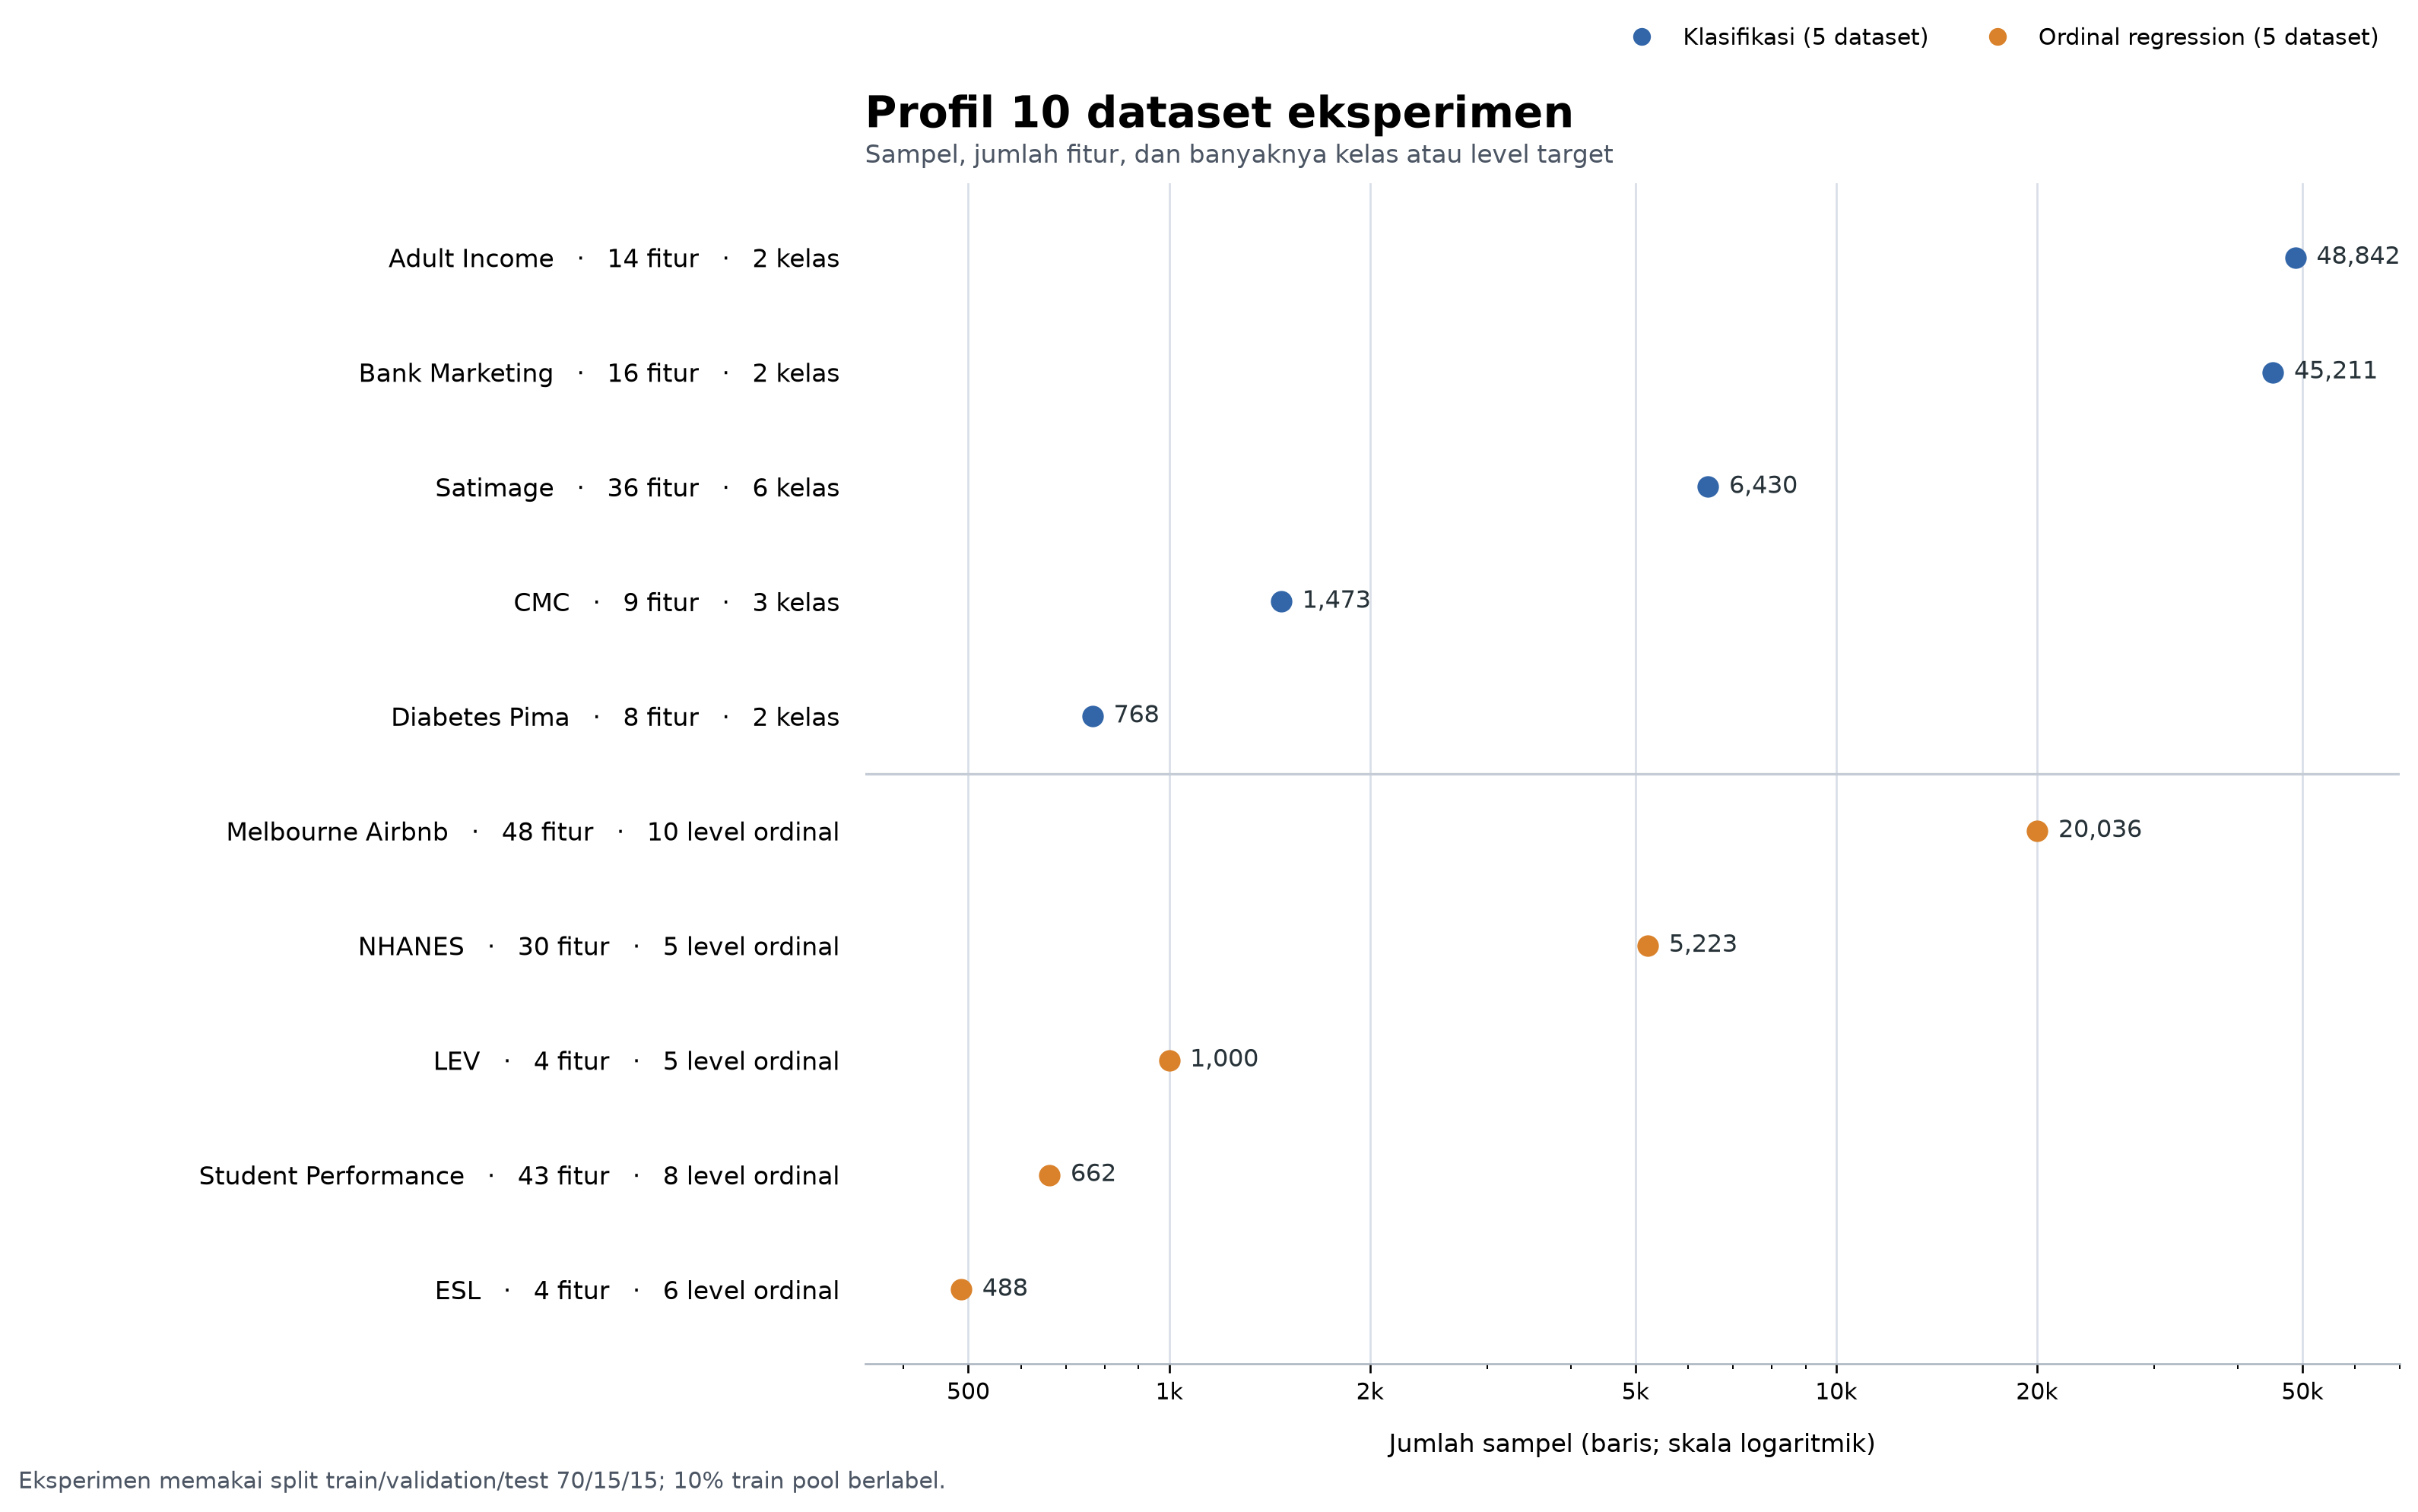 Klasifikasi (5 dataset) Ordinal regression (5 dataset)
Profil 10 dataset eksperimen
Sampel, jumlah fitur, dan banyaknya kelas atau level target
Adult Income · 14 fitur · 2 kelas 48,842
Bank Marketing · 16 fitur · 2 kelas 45,211
Satimage · 36 fitur · 6 kelas 6,430
CMC · 9 fitur · 3 kelas 1,473
Diabetes Pima · 8 fitur · 2 kelas 768
Melbourne Airbnb · 48 fitur · 10 level ordinal 20,036
NHANES · 30 fitur · 5 level ordinal 5,223
LEV · 4 fitur · 5 level ordinal 1,000
Student Performance · 43 fitur · 8 level ordinal 662
ESL · 4 fitur · 6 level ordinal 488
500 1k 2k 5k 10k 20k 50k
Jumlah sampel (baris; skala logaritmik)
Eksperimen memakai split train/validation/test 70/15/15; 10% train pool berlabel.